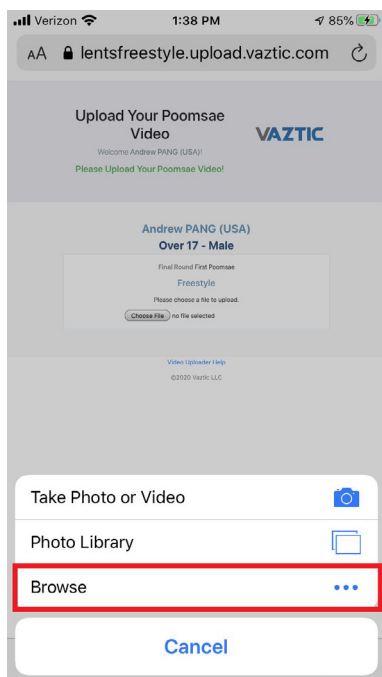 Verizon 1:38 PM 85%
AA lentsfreestyle.upload.vaztic.com
Upload Your Poomsae
Video
VAZTIC
Welcome Andrew PANG (USA)!
Please Upload Your Poomsae Video!
Andrew PANG (USA)
Over 17 - Male
Final Round First Poomsae
Freestyle
Please choose a file to upload.
Choose File no file selected
Video Uploader Help
©2020 Vaztic LLC
Take Photo or Video
Photo Library
Browse
Cancel